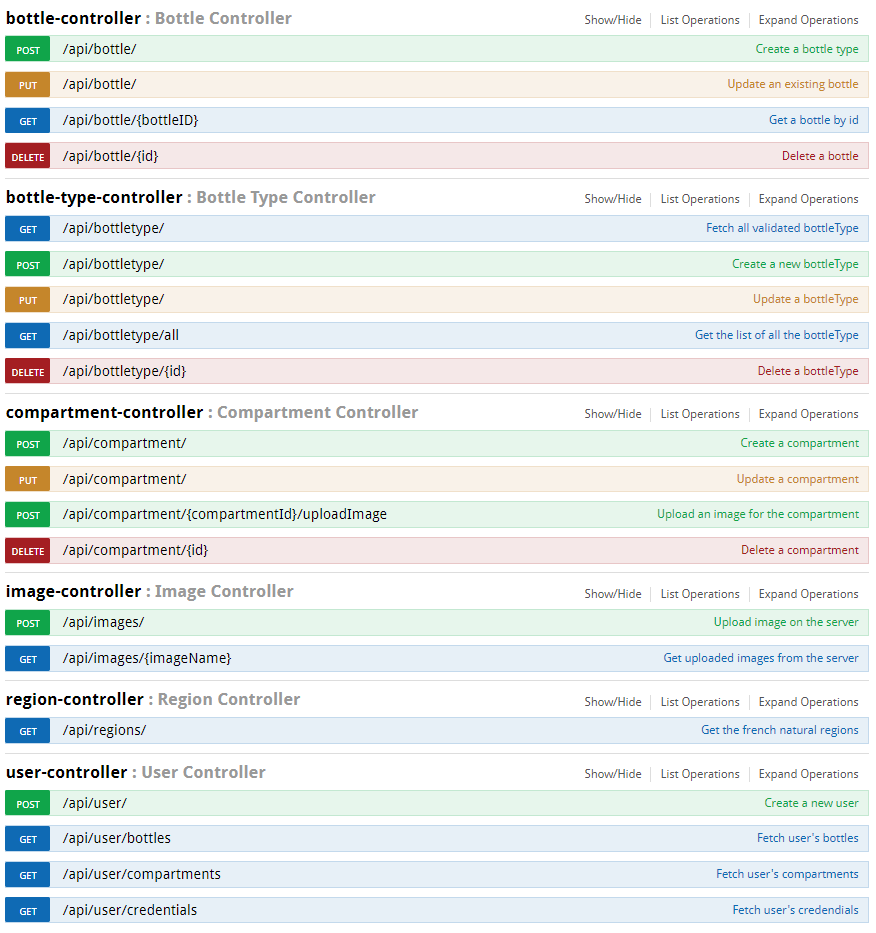 bottle-controller : Bottle Controller Show/Hide List Operations Expand Operations
POST /api/bottle/ Create a bottle type
PUT /api/bottle/ Update an existing bottle
GET /api/bottle/{bottleID} Get a bottle by id
DELETE /api/bottle/{id} Delete a bottle
bottle-type-controller : Bottle Type Controller Show/Hide List Operations Expand Operations
GET /api/bottletype/ Fetch all validated bottleType
POST /api/bottletype/ Create a new bottleType
PUT /api/bottletype/ Update a bottleType
GET /api/bottletype/all Get the list of all the bottleType
DELETE /api/bottletype/{id} Delete a bottleType
compartment-controller : Compartment Controller Show/Hide List Operations Expand Operations
POST /api/compartment/ Create a compartment
PUT /api/compartment/ Update a compartment
POST /api/compartment/{compartmentId}/uploadImage Upload an image for the compartment
DELETE /api/compartment/{id} Delete a compartment
image-controller : Image Controller Show/Hide List Operations Expand Operations
POST /api/images/ Upload image on the server
GET /api/images/{imageName} Get uploaded images from the server
region-controller : Region Controller Show/Hide List Operations Expand Operations
GET /api/regions/ Get the french natural regions
user-controller : User Controller Show/Hide List Operations Expand Operations
POST /api/user/ Create a new user
GET /api/user/bottles Fetch user's bottles
GET /api/user/compartments Fetch user's compartments
GET /api/user/credentials Fetch user's credendials